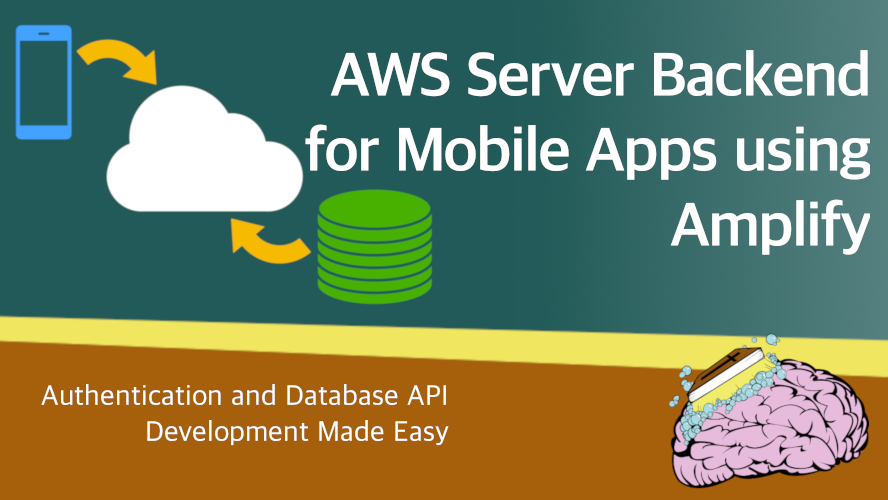 AWS Server Backend
for Mobile Apps using
Amplify
Authentication and Database API
Development Made Easy